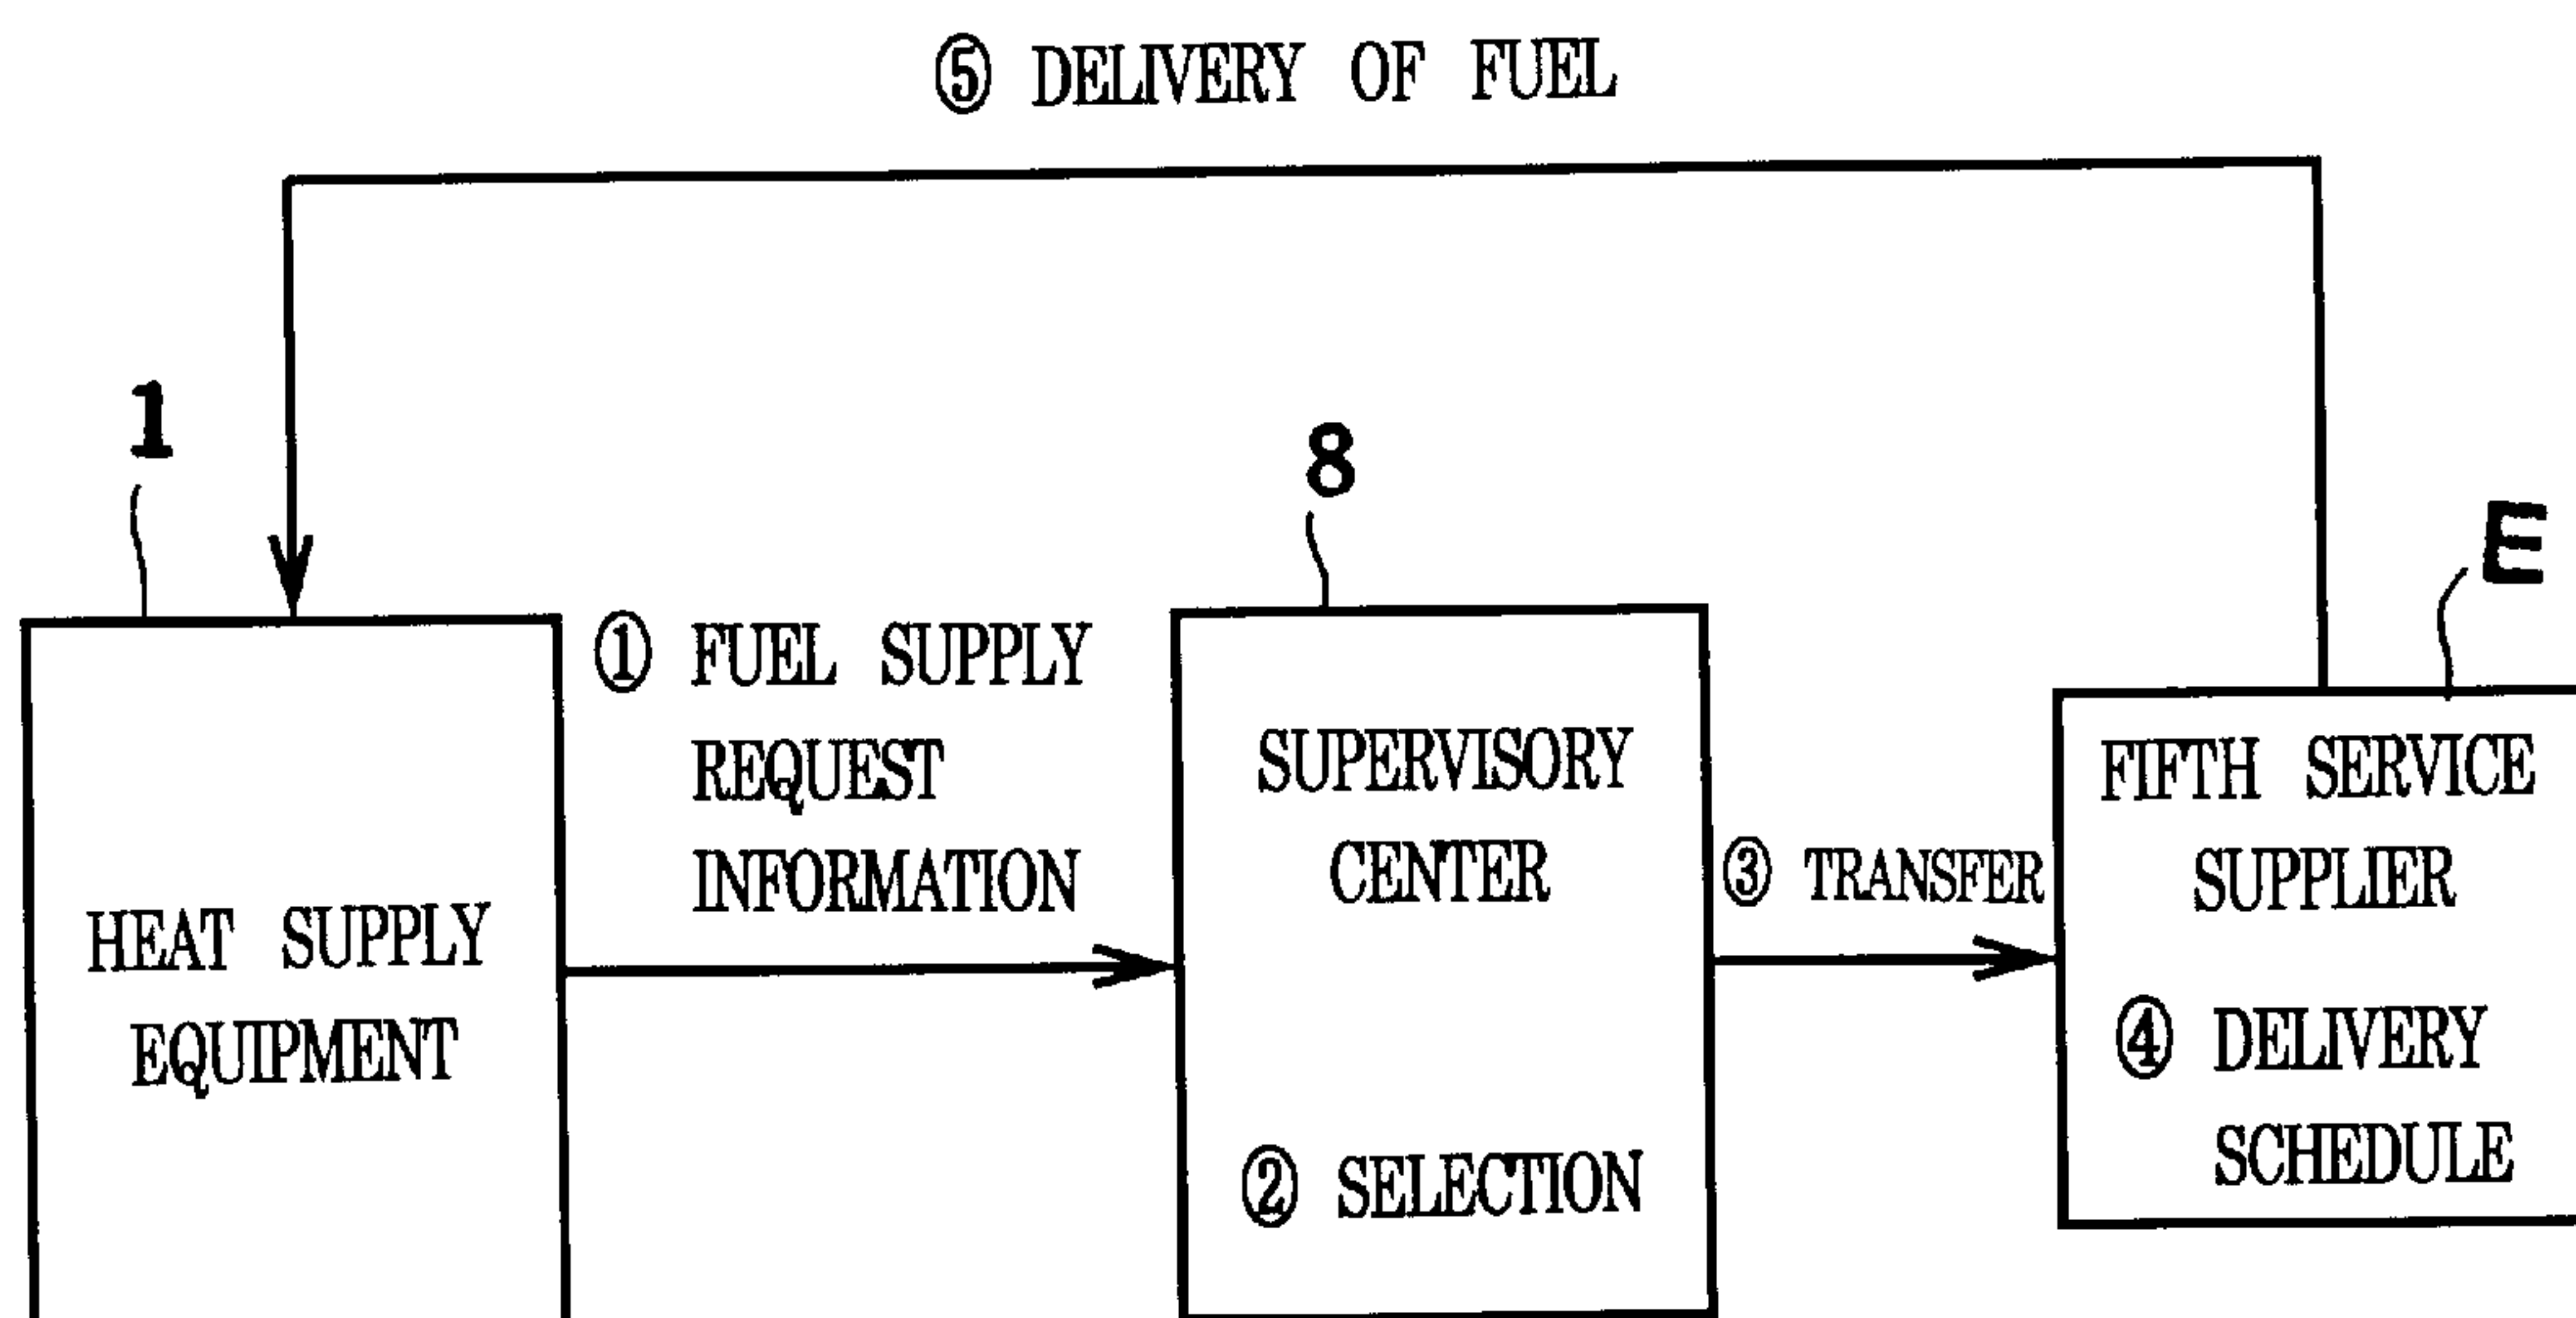 ⑤ DELIVERY OF FUEL
1
8
E
① FUEL SUPPLY
REQUEST
INFORMATION
HEAT SUPPLY
EQUIPMENT
SUPERVISORY
CENTER
② SELECTION
③ TRANSFER
FIFTH SERVICE
SUPPLIER
④ DELIVERY
SCHEDULE